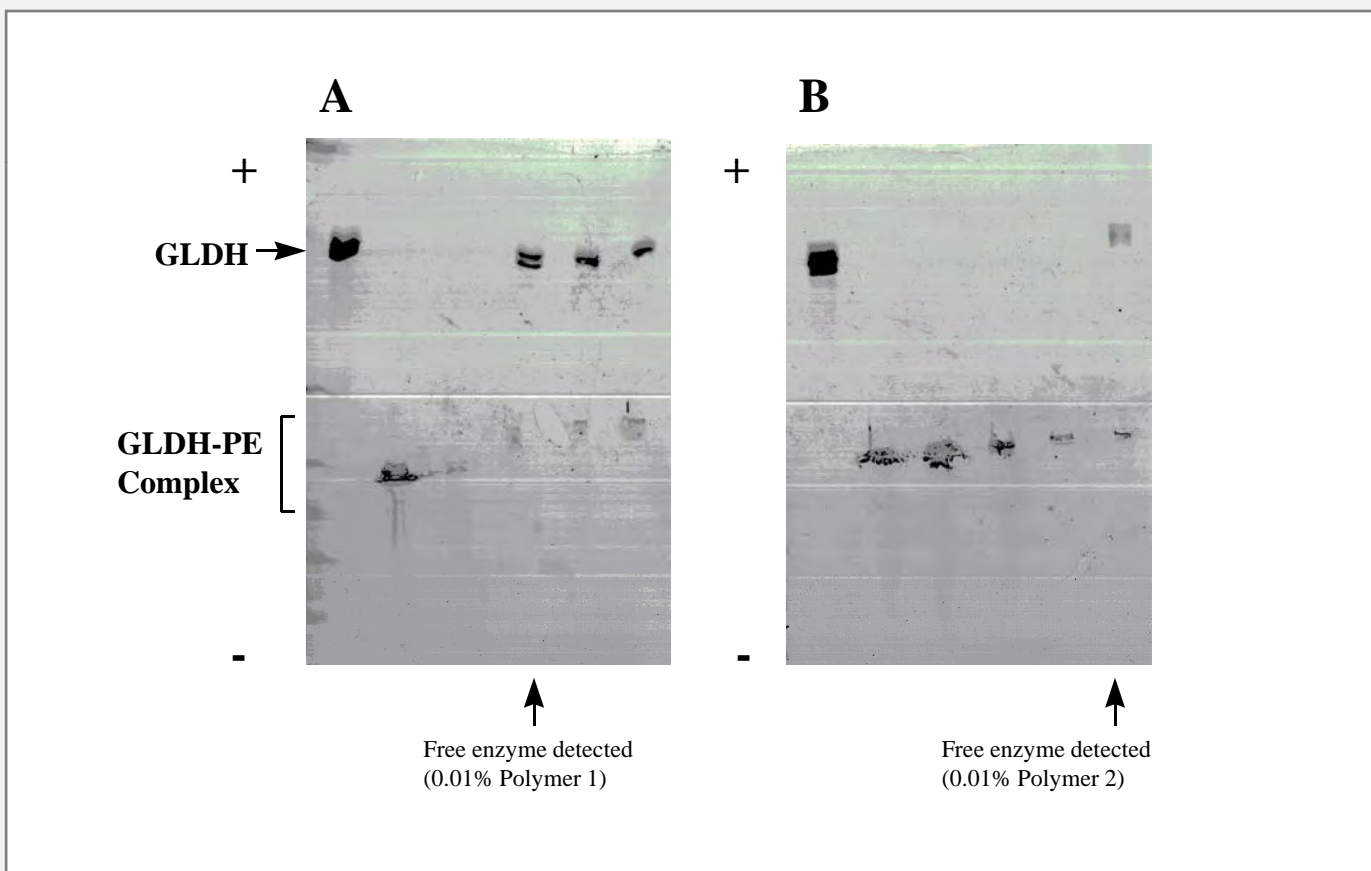 A
B
+
+
GLDH
GLDH-PE
Complex
-
-
Free enzyme detected
(0.01% Polymer 1)
Free enzyme detected
(0.01% Polymer 2)